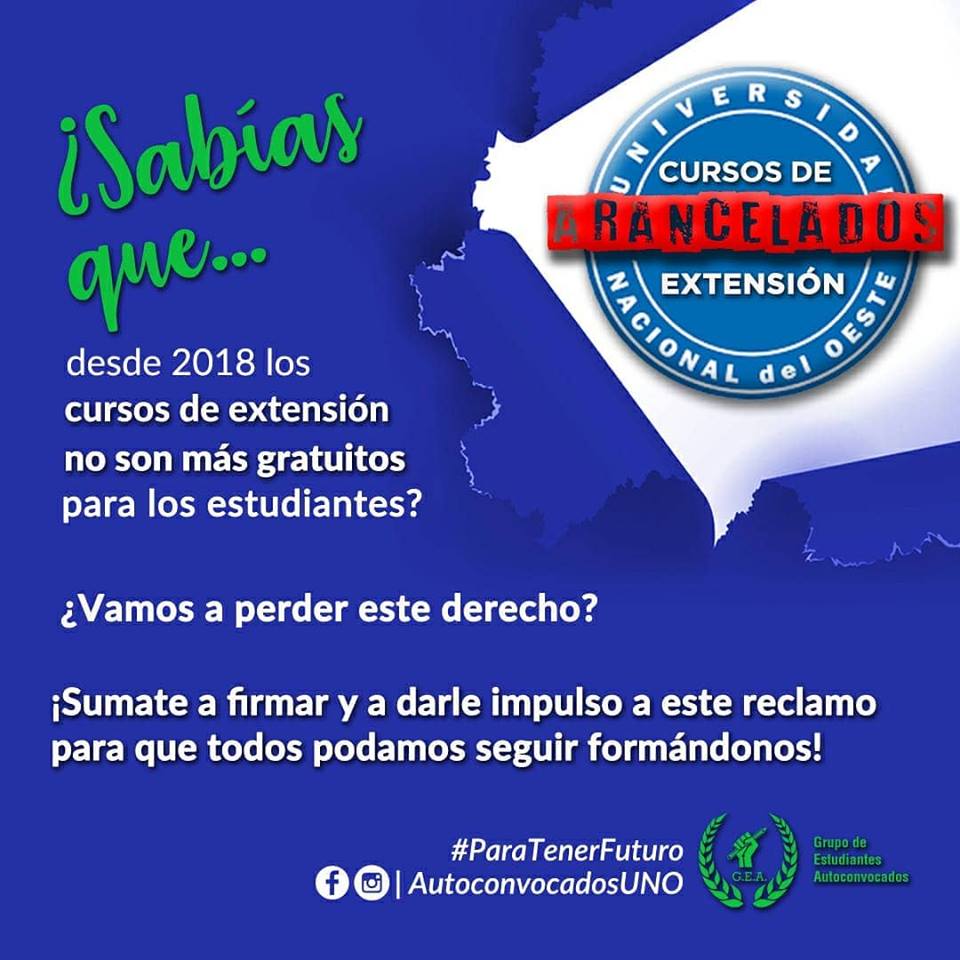 ¿Sabías
que...
desde 2018 los
cursos de extensión
no son más gratuitos
para los estudiantes?
UNIVERSIDAD
CURSOS DE
ARANCELADOS
EXTENSIÓN
NACIONAL del OESTE
¿Vamos a perder este derecho?
¡Sumate a firmar y a darle impulso a este reclamo
para que todos podamos seguir formándonos!
#ParaTenerFuturo
| AutoconvocadosUNO
G.E.A.
Grupo de
Estudiantes
Autoconvocados